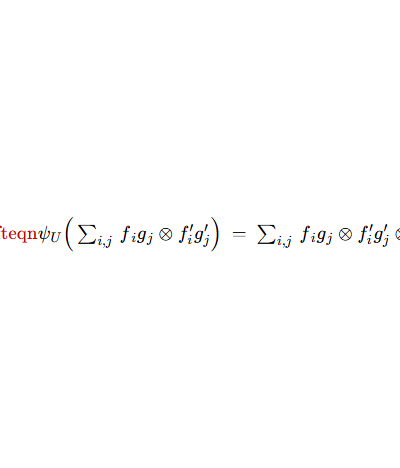 teqnψ_U(∑_{i,j} f_i g_j ⊗ f'_i g'_j) = ∑_{i,j} f_i g_j ⊗ f'_i g'_j ⊗